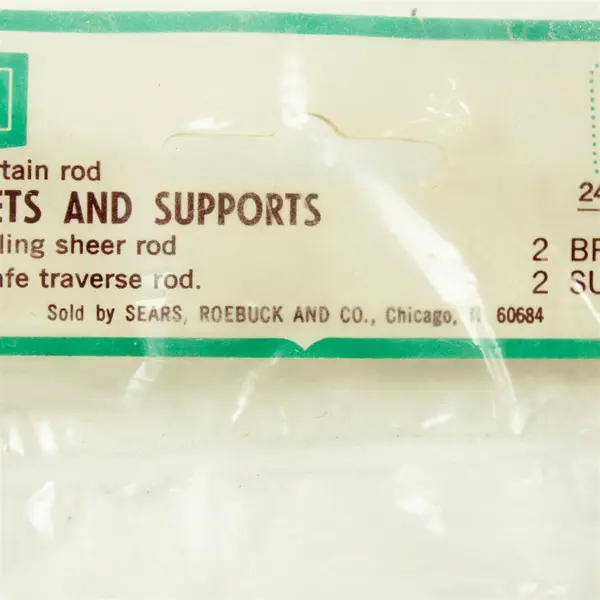 tain rod
ETS AND SUPPORTS
ling sheer rod
afe traverse rod.
Sold by SEARS, ROEBUCK AND CO., Chicago, 60684
24
2 BR
2 SU